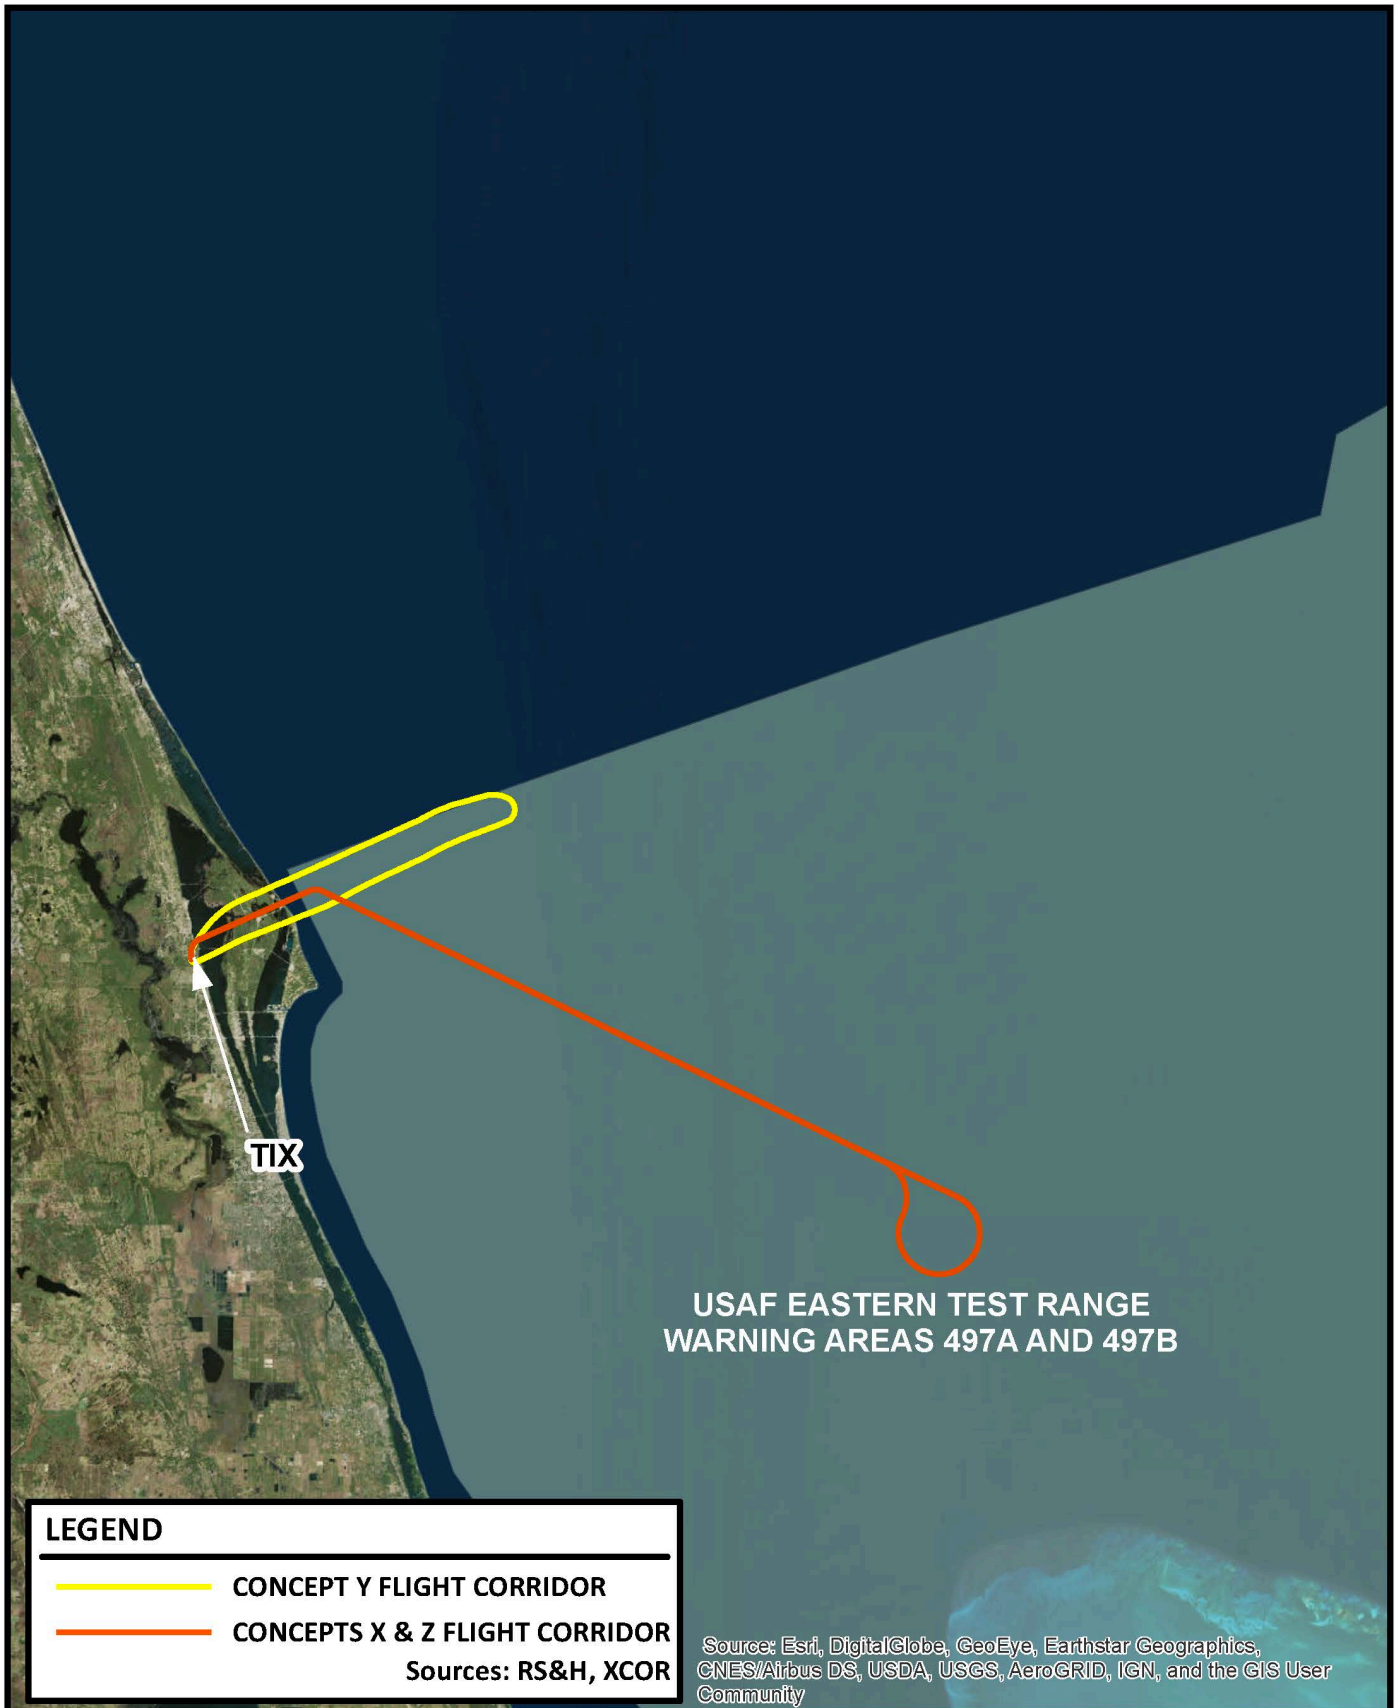 TIX
USAF EASTERN TEST RANGE
WARNING AREAS 497A AND 497B
LEGEND
CONCEPT Y FLIGHT CORRIDOR
CONCEPTS X & Z FLIGHT CORRIDOR
Sources: RS&H, XCOR
Source: Esri, DigitalGlobe, GeoEye, Earthstar Geographics,
CNES/Airbus DS, USDA, USGS, AeroGRID, IGN, and the GIS User
Community